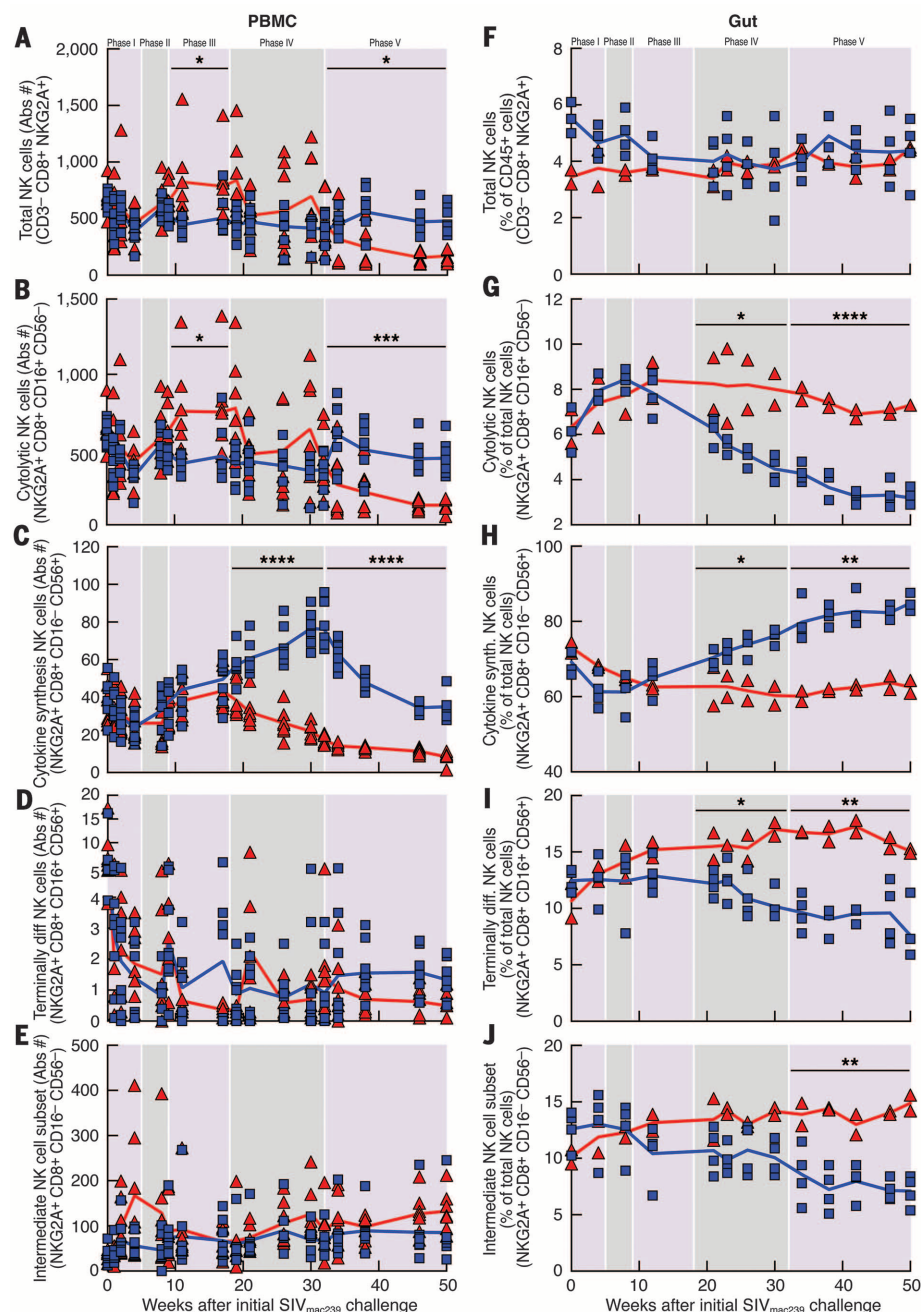 PBMC
A
Phase I Phase II Phase III Phase IV Phase V
Total NK cells (Abs #)
(CD3– CD8+ NKG2A+)
2,000
1,500
1,000
500
0
*
*
B
Cytolytic NK cells (Abs #)
(NKG2A+ CD8+ CD16+ CD56–)
1,500
1,000
500
0
*
***
C
Cytokine synthesis NK cells (Abs #)
(NKG2A+ CD8+ CD16– CD56+)
120
100
80
60
40
20
0
****
****
D
Terminally diff NK cells (Abs #)
(NKG2A+ CD8+ CD16+ CD56+)
20
15
10
5
5
4
3
2
1
0
E
Intermediate NK cell subset (Abs #)
(NKG2A+ CD8+ CD16– CD56–)
500
400
300
200
100
0
0 10 20 30 40 50
Weeks after initial SIVmac239 challenge
Gut
F
Phase I Phase II Phase III Phase IV Phase V
Total NK cells
(% of CD45+ cells)
(CD3– CD8+ NKG2A+)
8
6
4
2
0
G
Cytolytic NK cells
(% of total NK cells)
(NKG2A+ CD8+ CD16+ CD56–)
12
10
8
6
4
2
*
****
H
Cytokine synth. NK cells
(% of total NK cells)
(NKG2A+ CD8+ CD16– CD56+)
100
80
60
40
*
**
I
Terminally diff. NK cells
(% of total NK cells)
(NKG2A+ CD8+ CD16+ CD56+)
20
15
10
5
0
*
**
J
Intermediate NK cell subset
(% of total NK cells)
(NKG2A+ CD8+ CD16– CD56–)
20
15
10
5
0
**
0 10 20 30 40 50
Weeks after initial SIVmac239 challenge